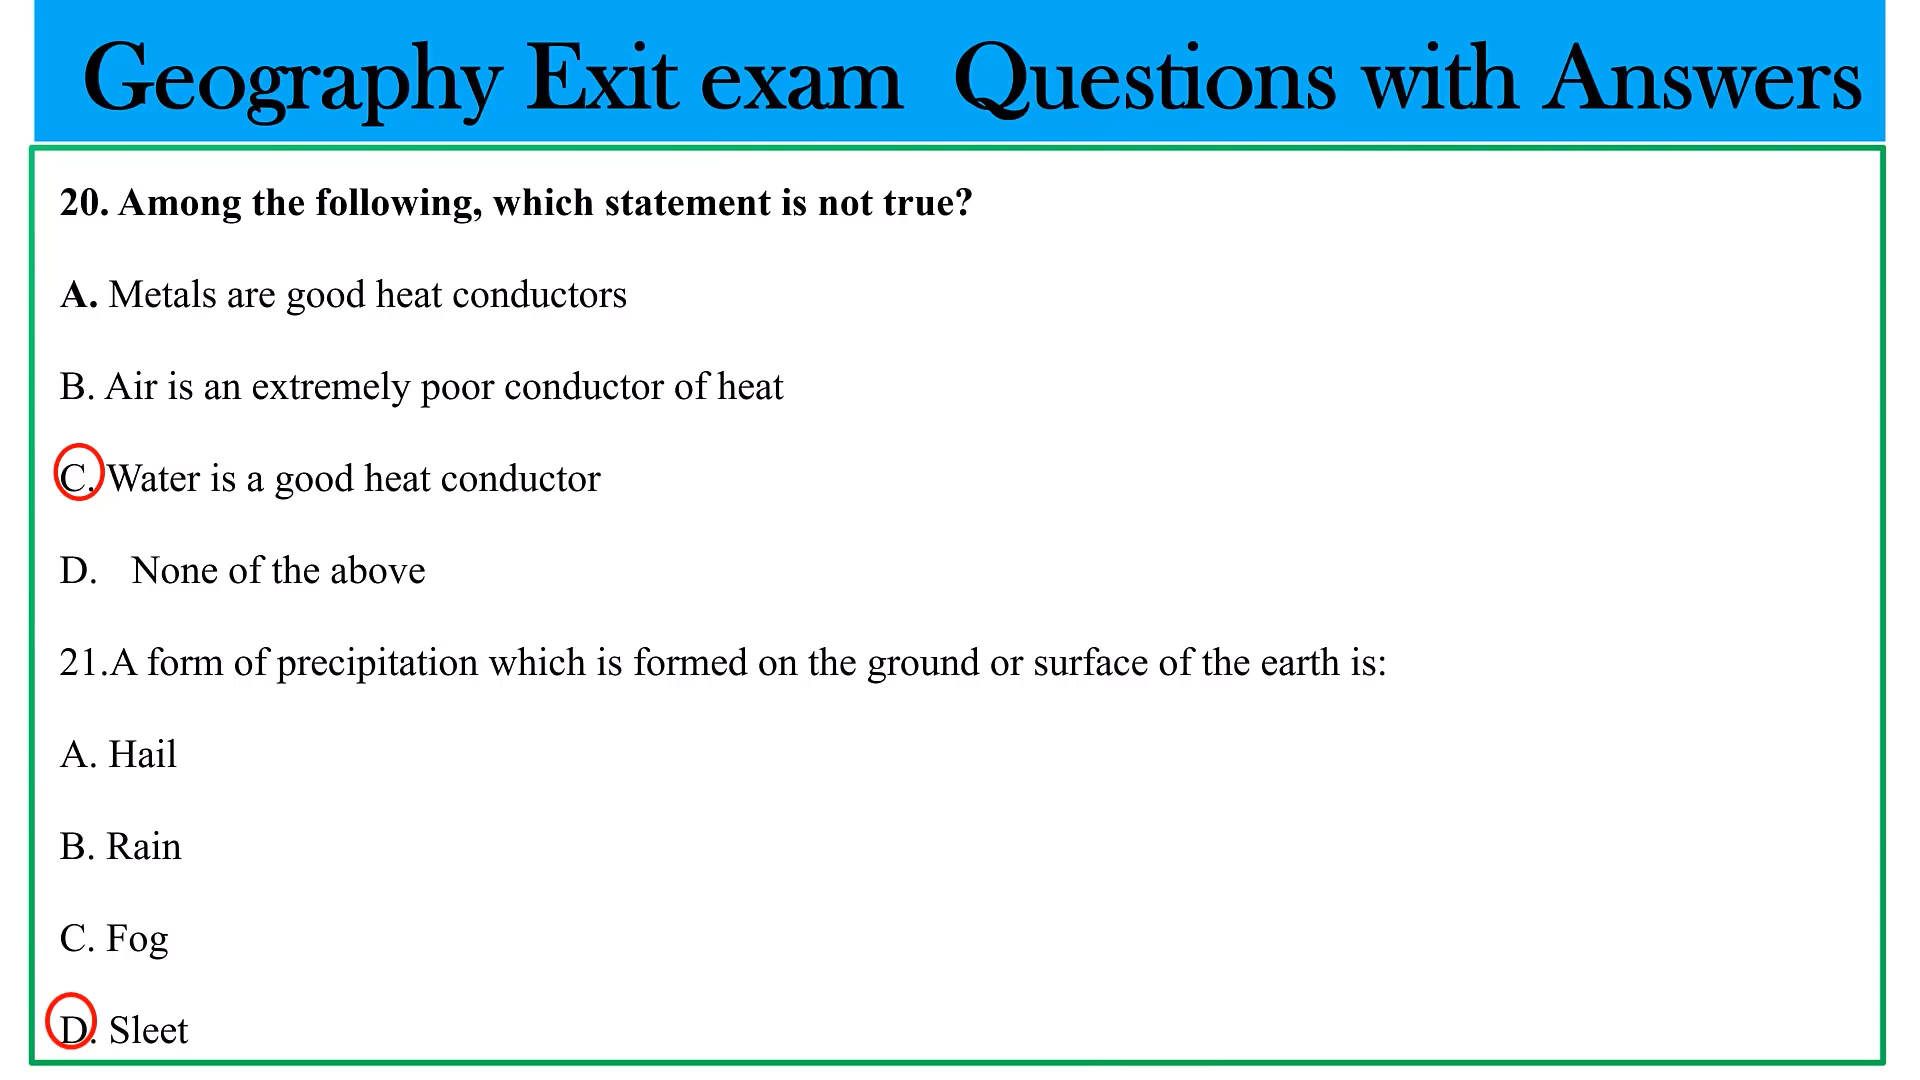 Geography Exit exam Questions with Answers
20. Among the following, which statement is not true?
A. Metals are good heat conductors
B. Air is an extremely poor conductor of heat
C. Water is a good heat conductor
D. None of the above
21.A form of precipitation which is formed on the ground or surface of the earth is:
A. Hail
B. Rain
C. Fog
D. Sleet